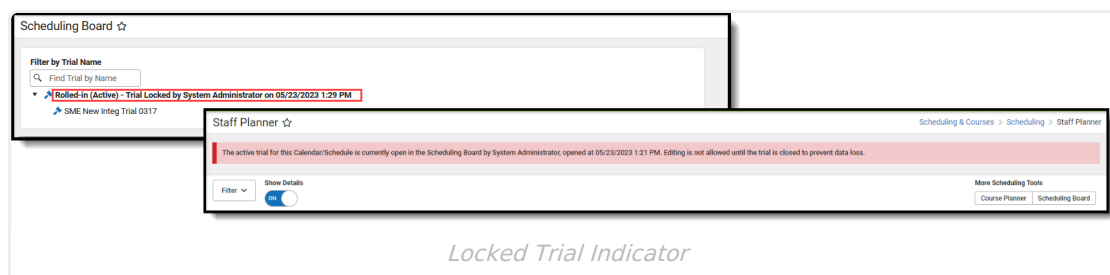 Scheduling Board ☆
Filter by Trial Name
Find Trial by Name
Rolled-in (Active) - Trial Locked by System Administrator on 05/23/2023 1:29 PM
SME New Integ Trial 0317
Staff Planner ☆
Scheduling & Courses > Scheduling > Staff Planner
The active trial for this Calendar/Schedule is currently open in the Scheduling Board by System Administrator, opened at 05/23/2023 1:21 PM. Editing is not allowed until the trial is closed to prevent data loss.
Filter
Show Details
ON
More Scheduling Tools
Course Planner
Scheduling Board
Locked Trial Indicator